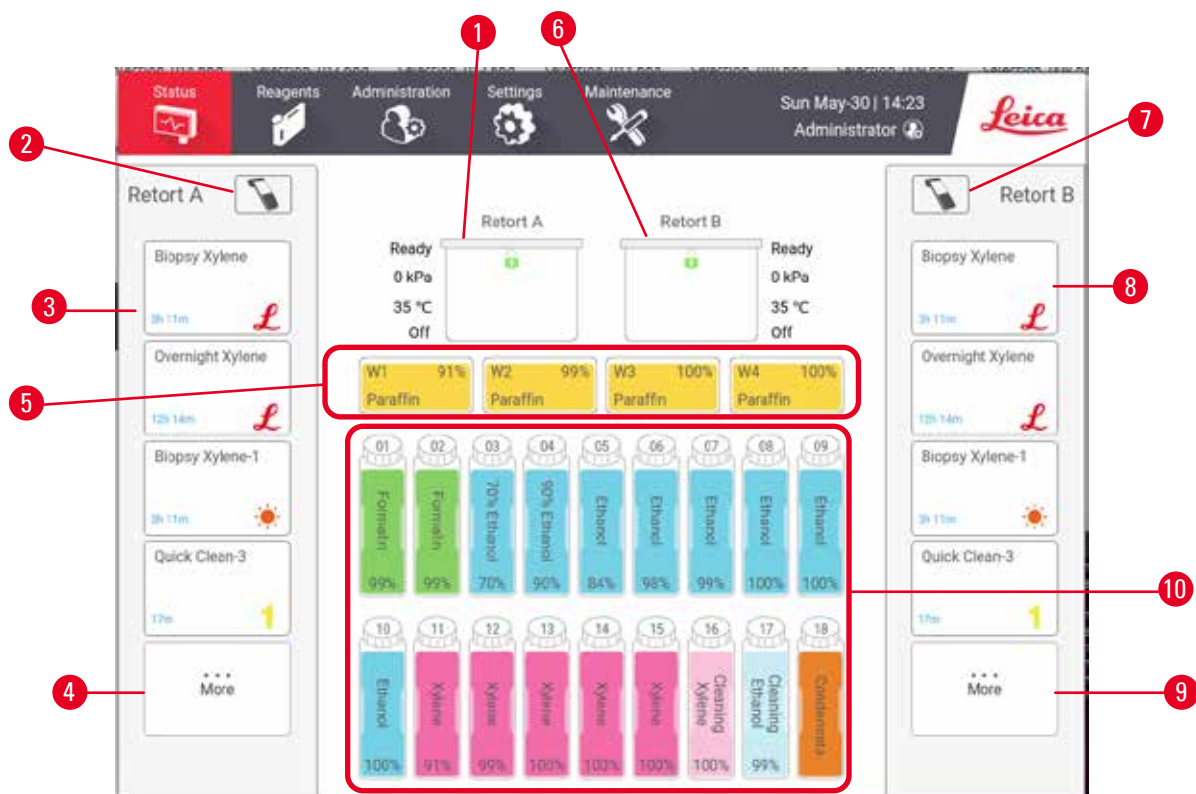 1
6
Status
Reagents
Administration
Settings
Maintenance
Sun May-30 | 14:23
Administrator
Leica
7
2
Retort A
Retort B
Retort A
Retort B
Biopsy Xylene
3h 11m
L
3
Overnight Xylene
12h 14m
L
Biopsy Xylene-1
3h 11m
Quick Clean-3
17m
1
...
More
4
Ready
0 kPa
35 °C
Off
Ready
0 kPa
35 °C
Off
5
W1 91%
Paraffin
W2 99%
Paraffin
W3 100%
Paraffin
W4 100%
Paraffin
01
Formalin
99%
02
Formalin
99%
03
70% Ethanol
70%
04
90% Ethanol
90%
05
Ethanol
84%
06
Ethanol
98%
07
Ethanol
99%
08
Ethanol
100%
09
Ethanol
100%
10
Ethanol
100%
11
Xylene
91%
12
Xylene
99%
13
Xylene
100%
14
Xylene
100%
15
Xylene
100%
16
Cleaning
Xylene
100%
17
Cleaning
Ethanol
99%
18
Condensate
Biopsy Xylene
3h 11m
L
8
Overnight Xylene
12h 14m
L
Biopsy Xylene-1
3h 11m
Quick Clean-3
17m
1
10
...
More
9